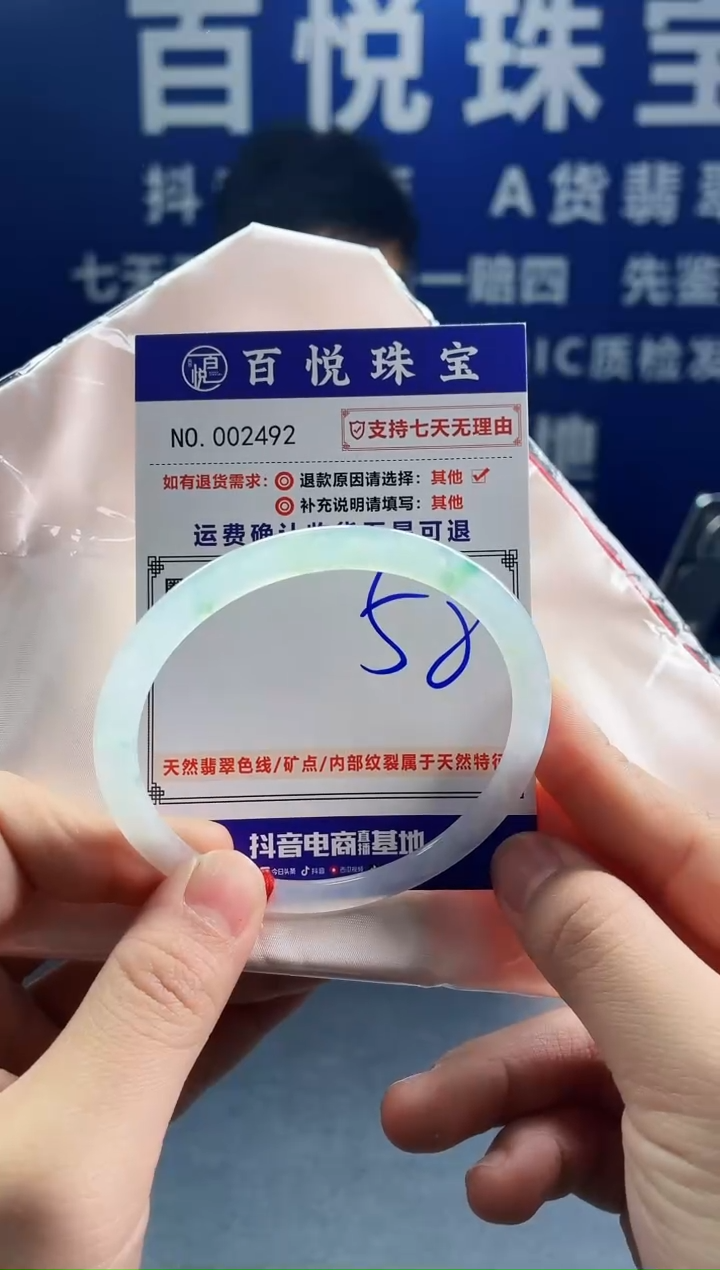 百悦珠宝
抖 A货翡翠
七天 一赔四 先鉴
IC质检发
地
百悦珠宝
NO. 002492
支持七天无理由
如有退货需求： 退款原因请选择：其他
补充说明请填写：其他
运费确认收货 可退
圈
58
天然翡翠色线/矿点/内部纹裂属于天然特征
抖音电商直播基地
今日头条 抖音 西瓜视频